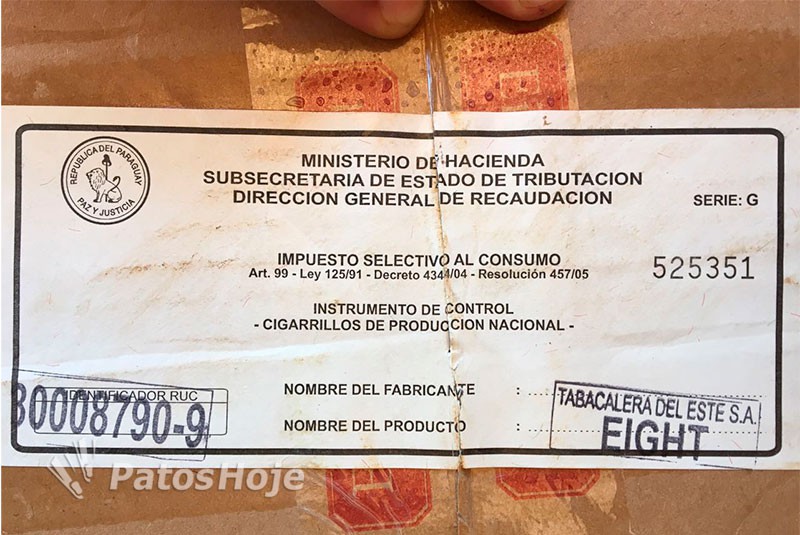 REPUBLICA DEL PARAGUAY
PAZ Y JUSTICIA
MINISTERIO DE HACIENDA
SUBSECRETARIA DE ESTADO DE TRIBUTACION
DIRECCION GENERAL DE RECAUDACION
SERIE: G
IMPUESTO SELECTIVO AL CONSUMO
Art. 99 - Ley 125/91 - Decreto 4344/04 - Resolución 457/05
525351
INSTRUMENTO DE CONTROL
- CIGARRILLOS DE PRODUCCION NACIONAL -
IDENTIFICADOR RUC
80008790-9
NOMBRE DEL FABRICANTE :
TABACALERA DEL ESTE S.A.
NOMBRE DEL PRODUCTO :
EIGHT
PatosHoje